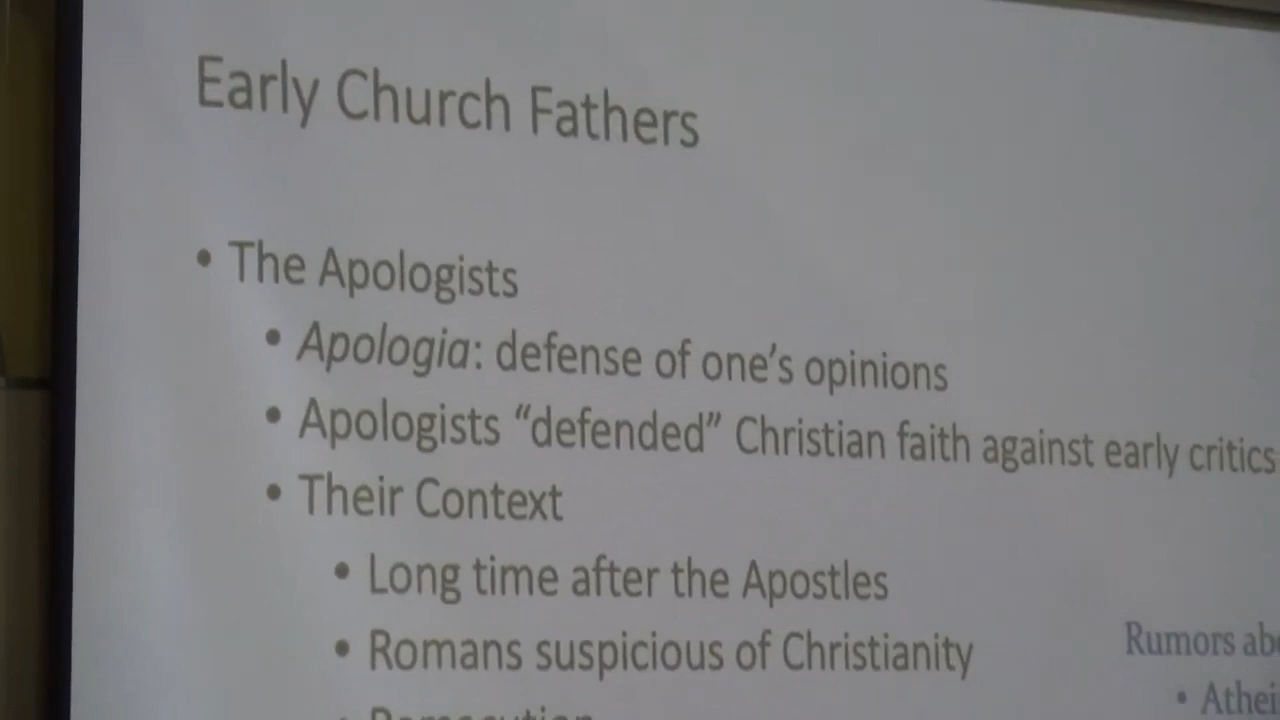 Early Church Fathers
• The Apologists
• Apologia: defense of one's opinions
• Apologists “defended” Christian faith against early critics
• Their Context
• Long time after the Apostles
• Romans suspicious of Christianity
Rumors